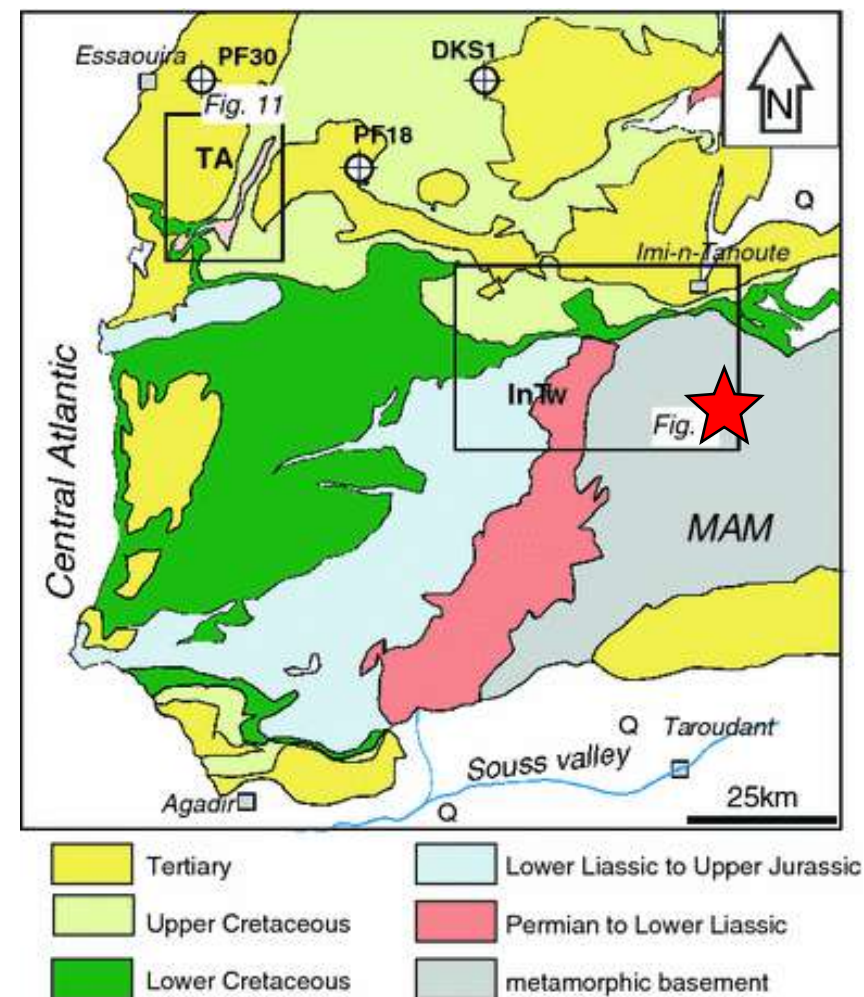 Essaouira
PF30
DKS1
N
Fig. 11
TA
PF18
Q
Imi-n-Tanoute
Central Atlantic
InTw
Fig.
MAM
Q
Taroudant
Souss valley
Agadir
Q
25km
Tertiary
Lower Liassic to Upper Jurassic
Upper Cretaceous
Permian to Lower Liassic
Lower Cretaceous
metamorphic basement